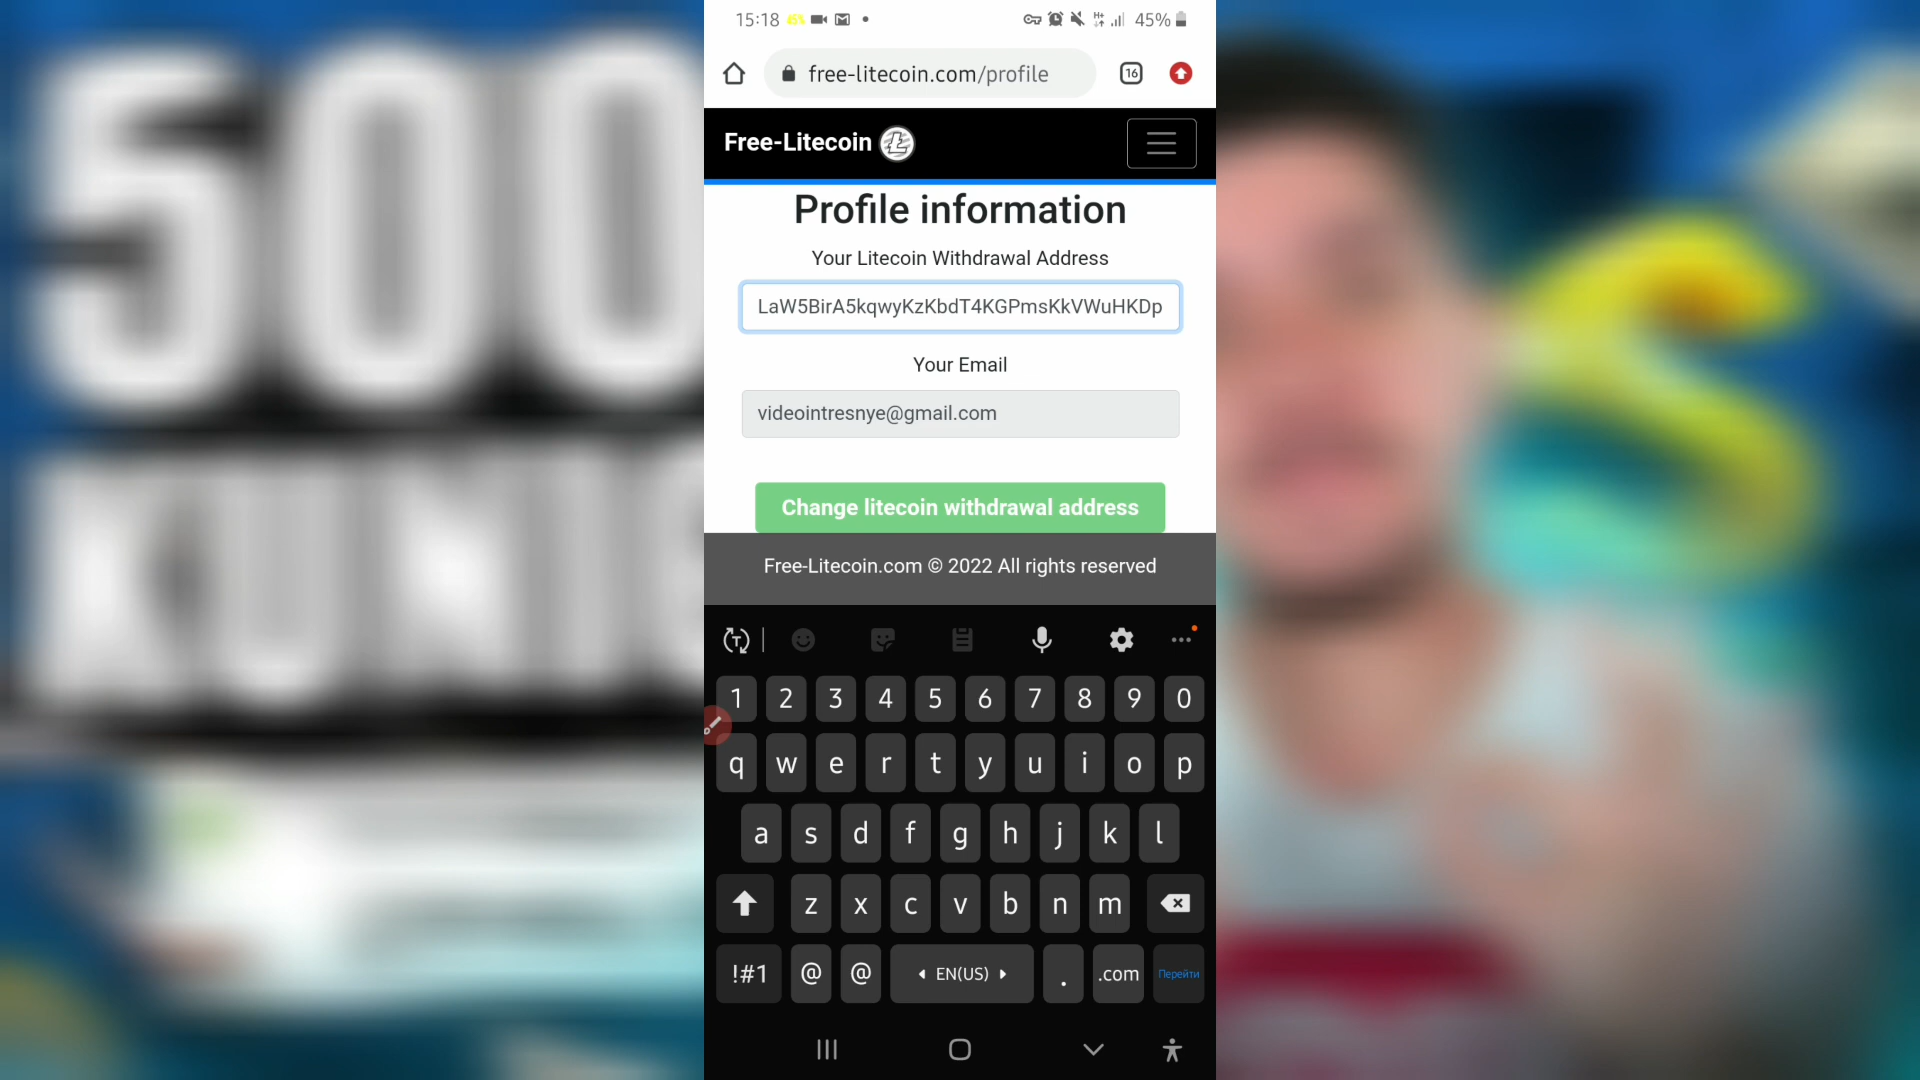 500
15:18 45% 45%
free-litecoin.com/profile 16
Free-Litecoin
Profile information
Your Litecoin Withdrawal Address
LaW5BirA5kqwyKzKbdT4KGPmsKkVWuHKDp
Your Email
videointresnye@gmail.com
Change litecoin withdrawal address
Free-Litecoin.com © 2022 All rights reserved
1 2 3 4 5 6 7 8 9 0
q w e r t y u i o p
a s d f g h j k l
z x c v b n m
!#1 @ @ EN(US) . .com Перейти